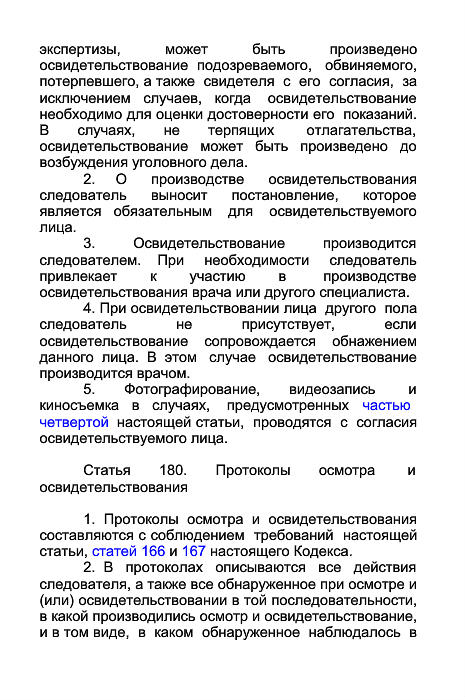 экспертизы, может быть произведено
освидетельствование подозреваемого, обвиняемого,
потерпевшего, а также свидетеля с его согласия, за
исключением случаев, когда освидетельствование
необходимо для оценки достоверности его показаний.
В случаях, не терпящих отлагательства,
освидетельствование может быть произведено до
возбуждения уголовного дела.
2. О производстве освидетельствования
следователь выносит постановление, которое
является обязательным для освидетельствуемого
лица.
3. Освидетельствование производится
следователем. При необходимости следователь
привлекает к участию в производстве
освидетельствования врача или другого специалиста.
4. При освидетельствовании лица другого пола
следователь не присутствует, если
освидетельствование сопровождается обнажением
данного лица. В этом случае освидетельствование
производится врачом.
5. Фотографирование, видеозапись и
киносъемка в случаях, предусмотренных частью
четвертой настоящей статьи, проводятся с согласия
освидетельствуемого лица.
Статья 180. Протоколы осмотра и
освидетельствования
1. Протоколы осмотра и освидетельствования
составляются с соблюдением требований настоящей
статьи, статей 166 и 167 настоящего Кодекса.
2. В протоколах описываются все действия
следователя, а также все обнаруженное при осмотре и
(или) освидетельствовании в той последовательности,
в какой производились осмотр и освидетельствование,
и в том виде, в каком обнаруженное наблюдалось в